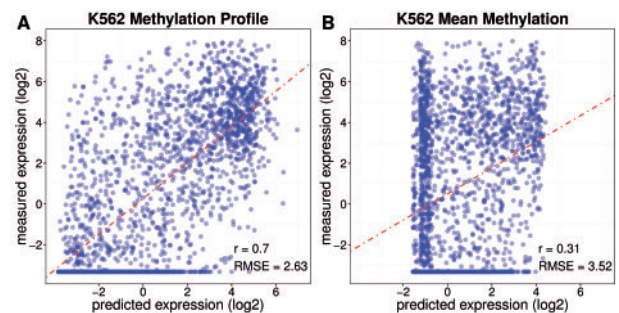 A K562 Methylation Profile
B K562 Mean Methylation
measured expression (log2)
8
6
4
2
0
−2
−2 0 2 4 6
predicted expression (log2)
r = 0.7
RMSE = 2.63
measured expression (log2)
8
6
4
2
0
−2
−2 0 2 4 6
predicted expression (log2)
r = 0.31
RMSE = 3.52